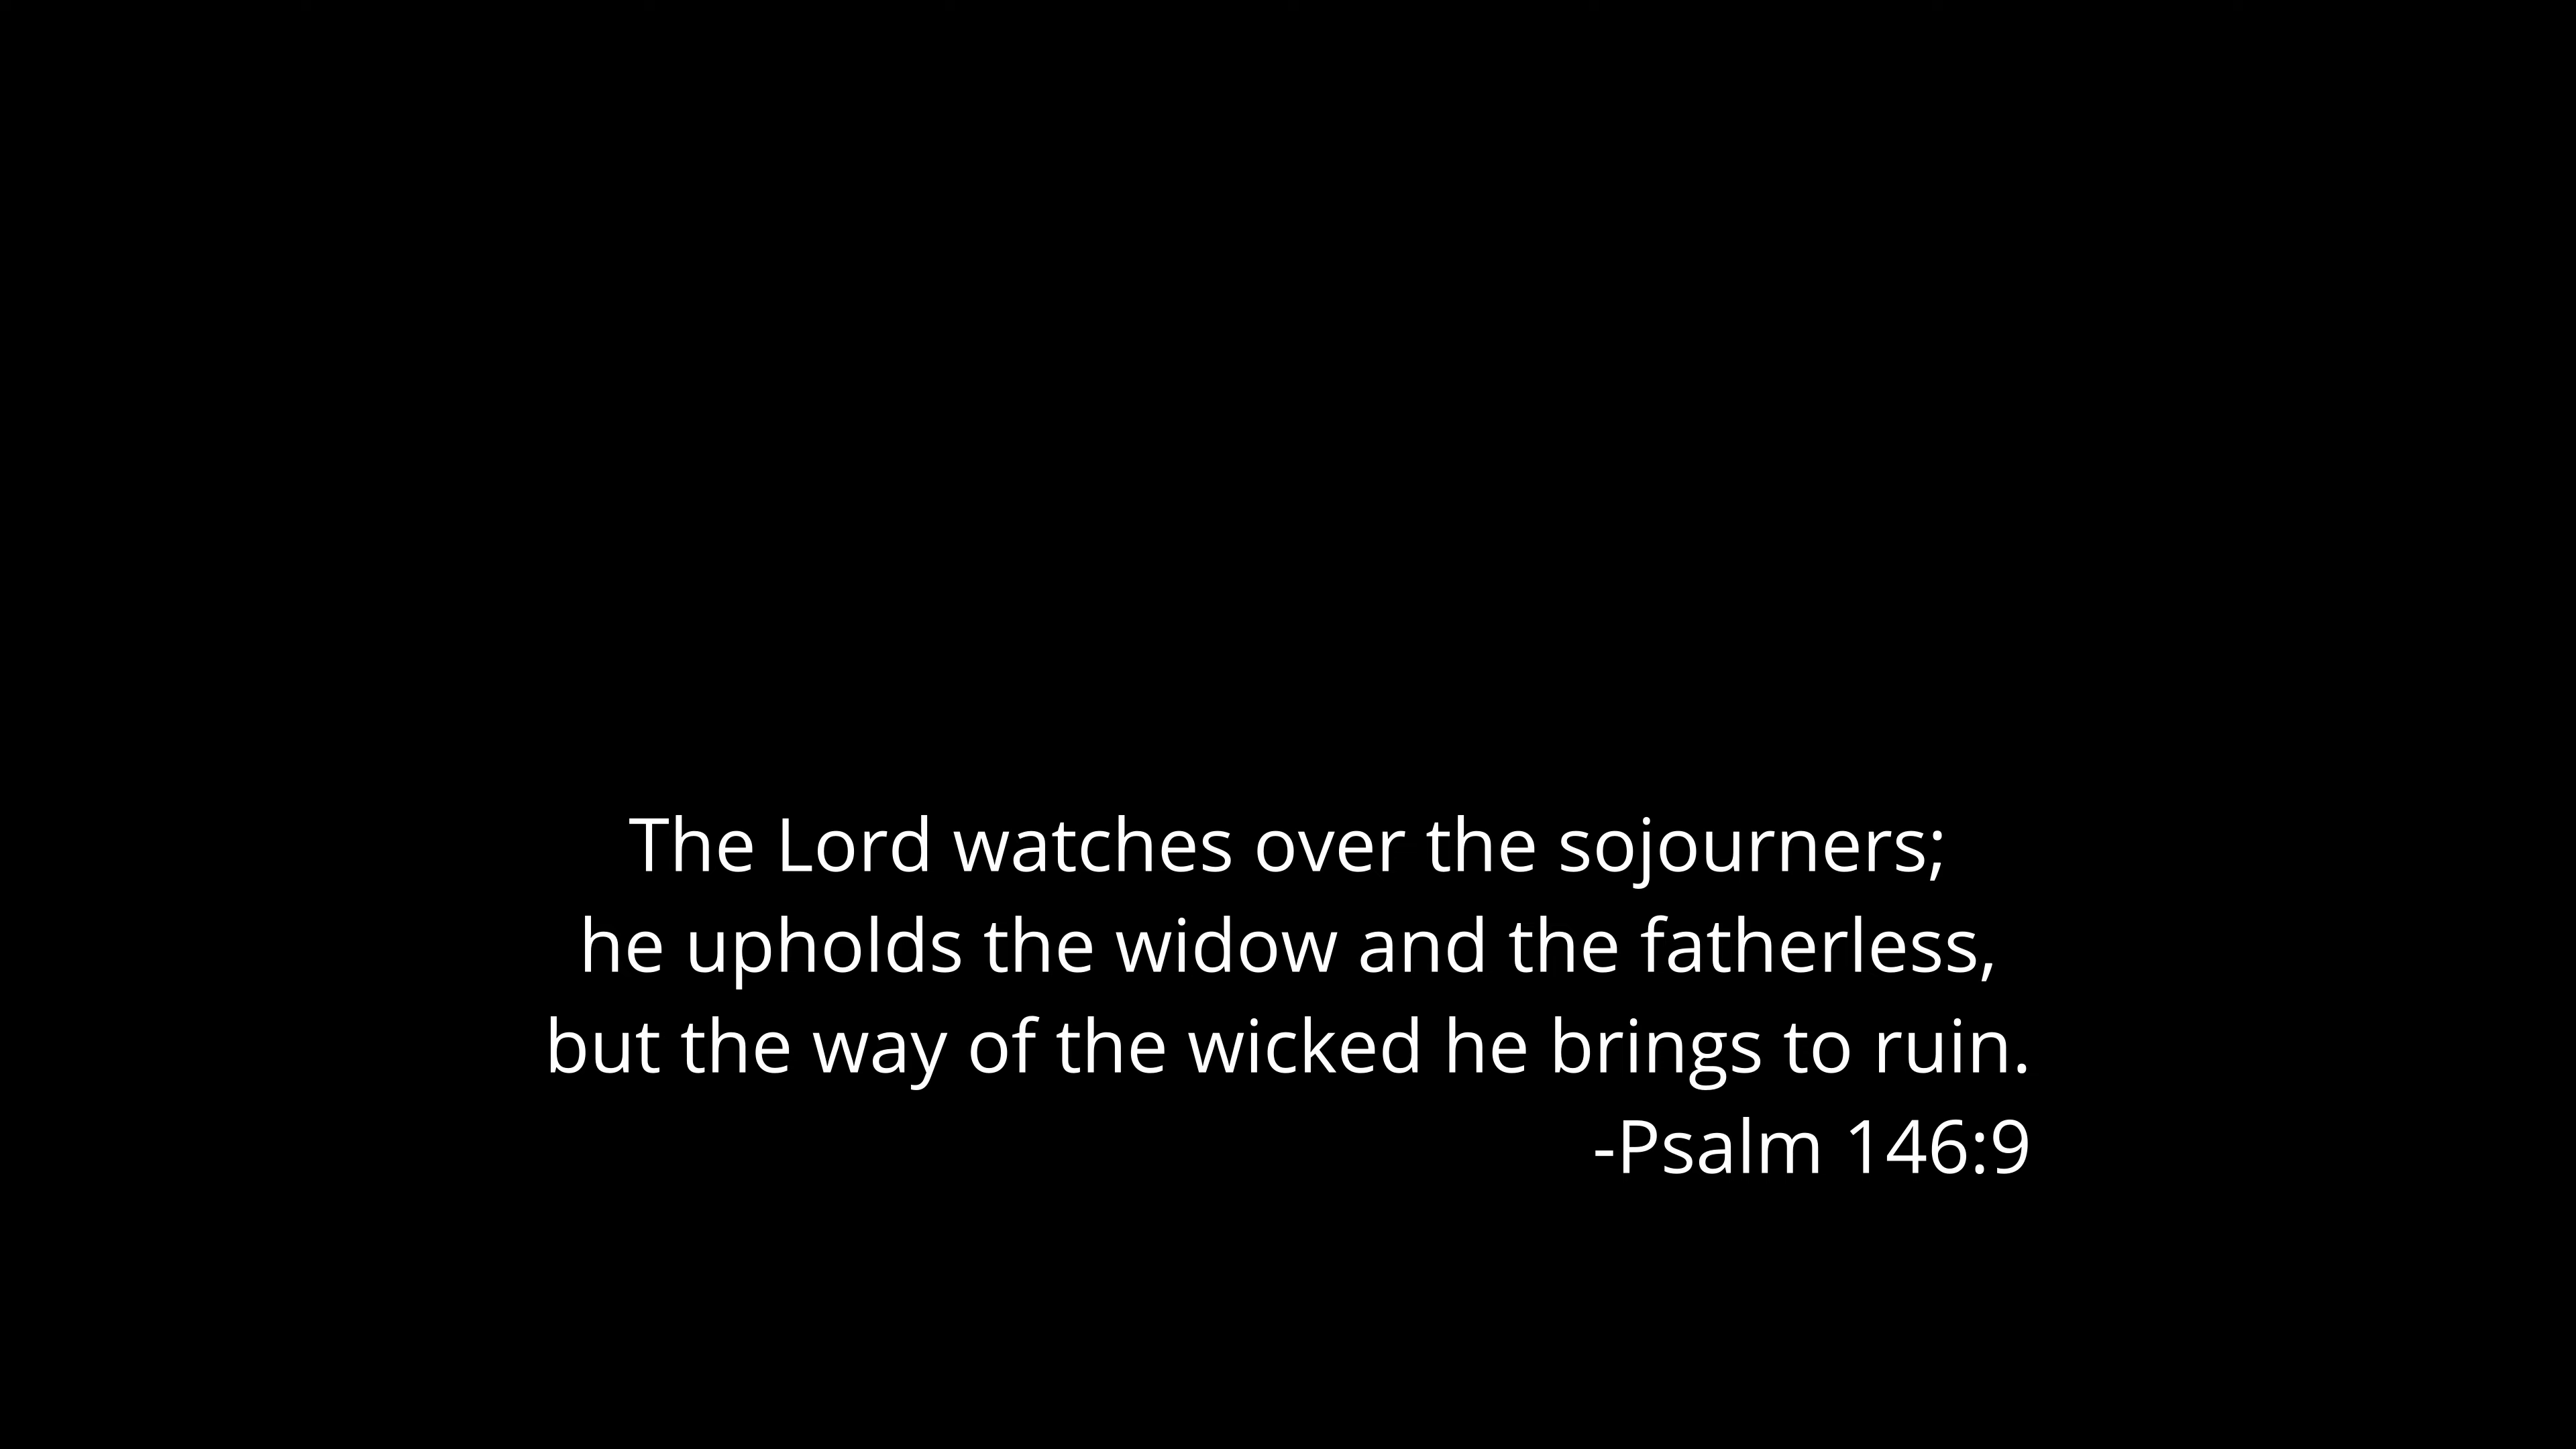 The Lord watches over the sojourners;
he upholds the widow and the fatherless,
but the way of the wicked he brings to ruin.
-Psalm 146:9